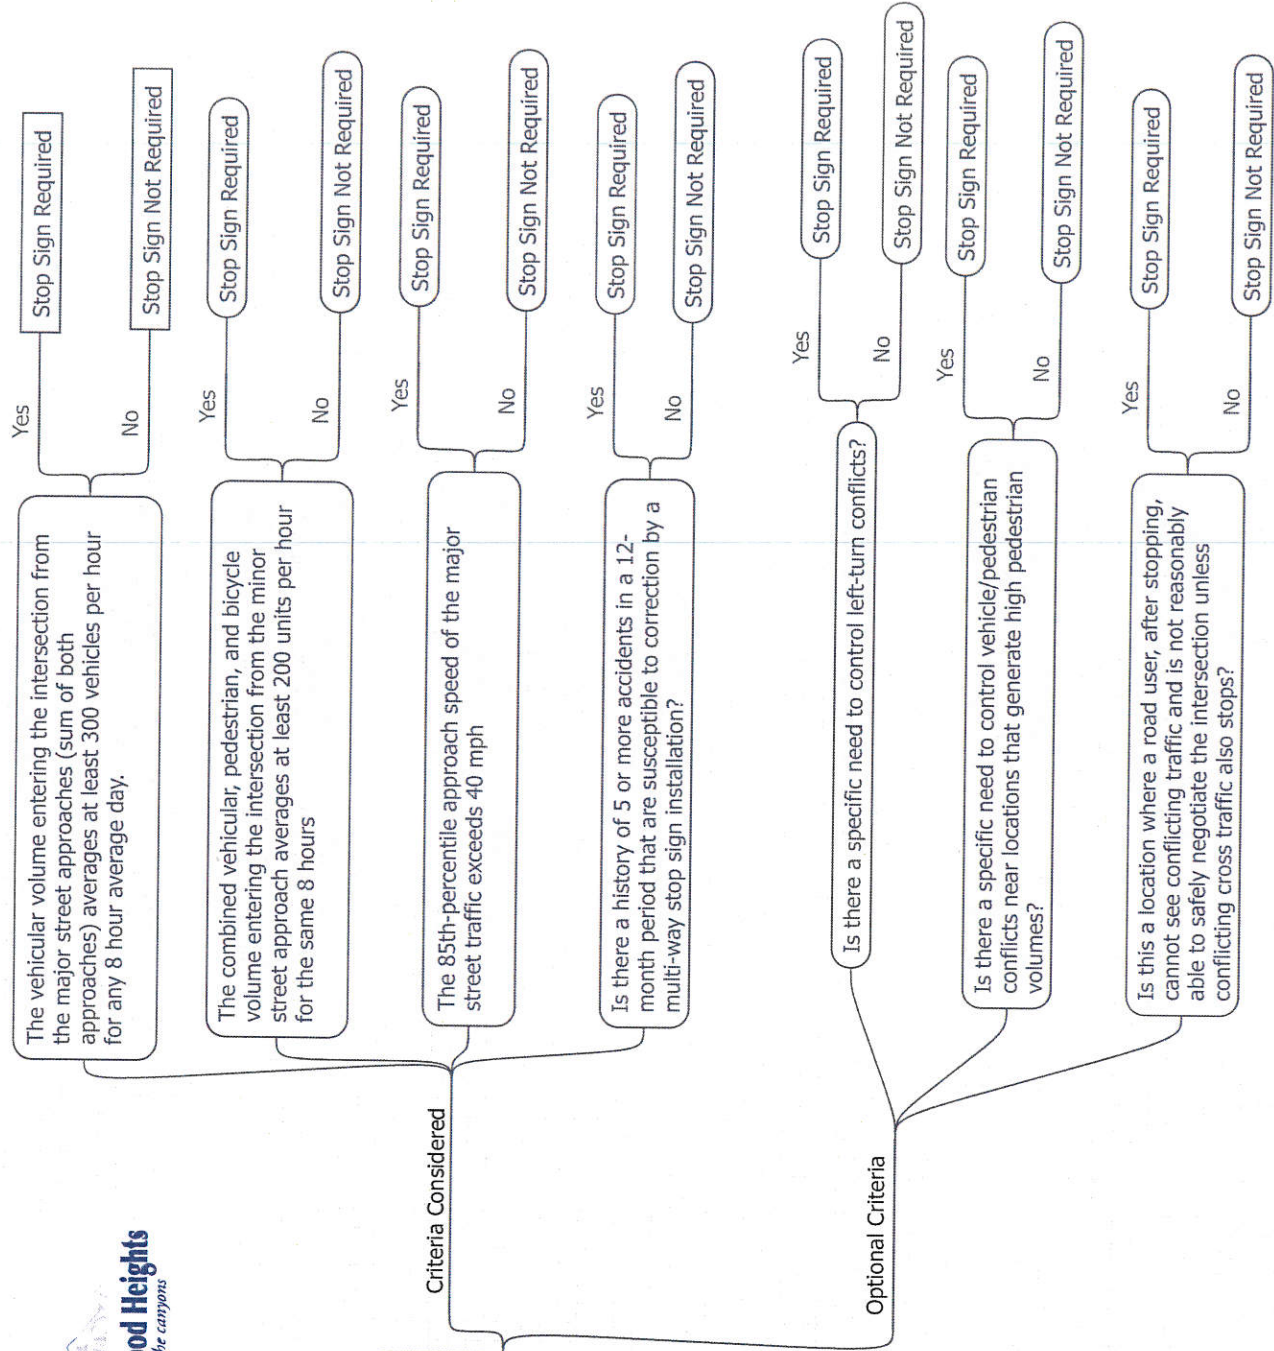 od Heights
he canyons
Criteria Considered
The vehicular volume entering the intersection from
the major street approaches (sum of both
approaches) averages at least 300 vehicles per hour
for any 8 hour average day.
Yes
Stop Sign Required
No
Stop Sign Not Required
The combined vehicular, pedestrian, and bicycle
volume entering the intersection from the minor
street approach averages at least 200 units per hour
for the same 8 hours
Yes
Stop Sign Required
No
Stop Sign Not Required
The 85th-percentile approach speed of the major
street traffic exceeds 40 mph
Yes
Stop Sign Required
No
Stop Sign Not Required
Is there a history of 5 or more accidents in a 12-
month period that are susceptible to correction by a
multi-way stop sign installation?
Yes
Stop Sign Required
No
Stop Sign Not Required
Optional Criteria
Is there a specific need to control left-turn conflicts?
Yes
Stop Sign Required
No
Stop Sign Not Required
Is there a specific need to control vehicle/pedestrian
conflicts near locations that generate high pedestrian
volumes?
Yes
Stop Sign Required
No
Stop Sign Not Required
Is this a location where a road user, after stopping,
cannot see conflicting traffic and is not reasonably
able to safely negotiate the intersection unless
conflicting cross traffic also stops?
Yes
Stop Sign Required
No
Stop Sign Not Required